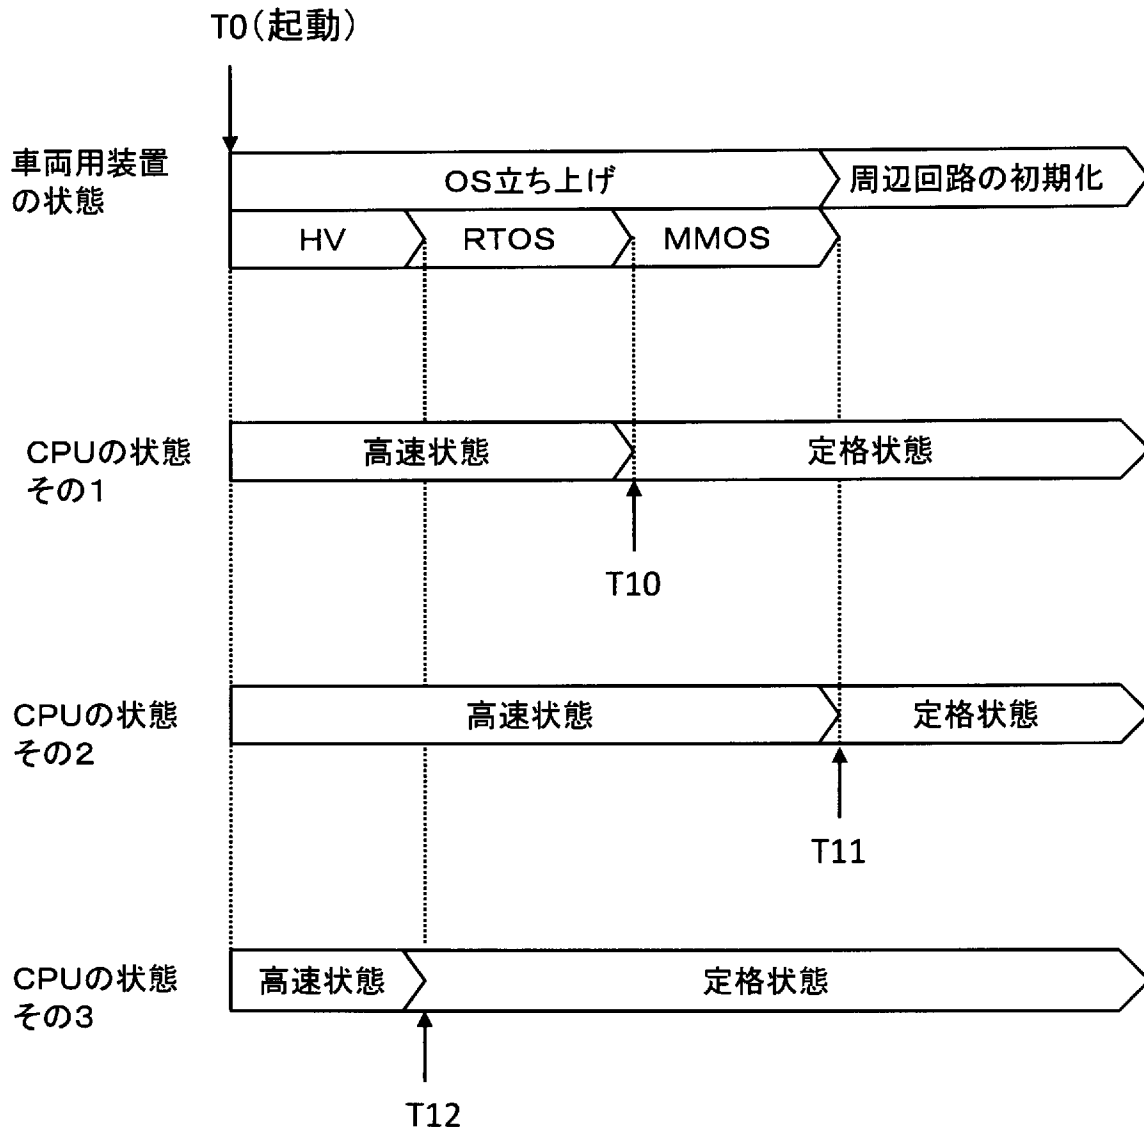 T0(起動)
車両用装置
の状態
OS立ち上げ
周辺回路の初期化
HV
RTOS
MMOS
CPUの状態
その1
高速状態
定格状態
T10
CPUの状態
その2
高速状態
定格状態
T11
CPUの状態
その3
高速状態
定格状態
T12